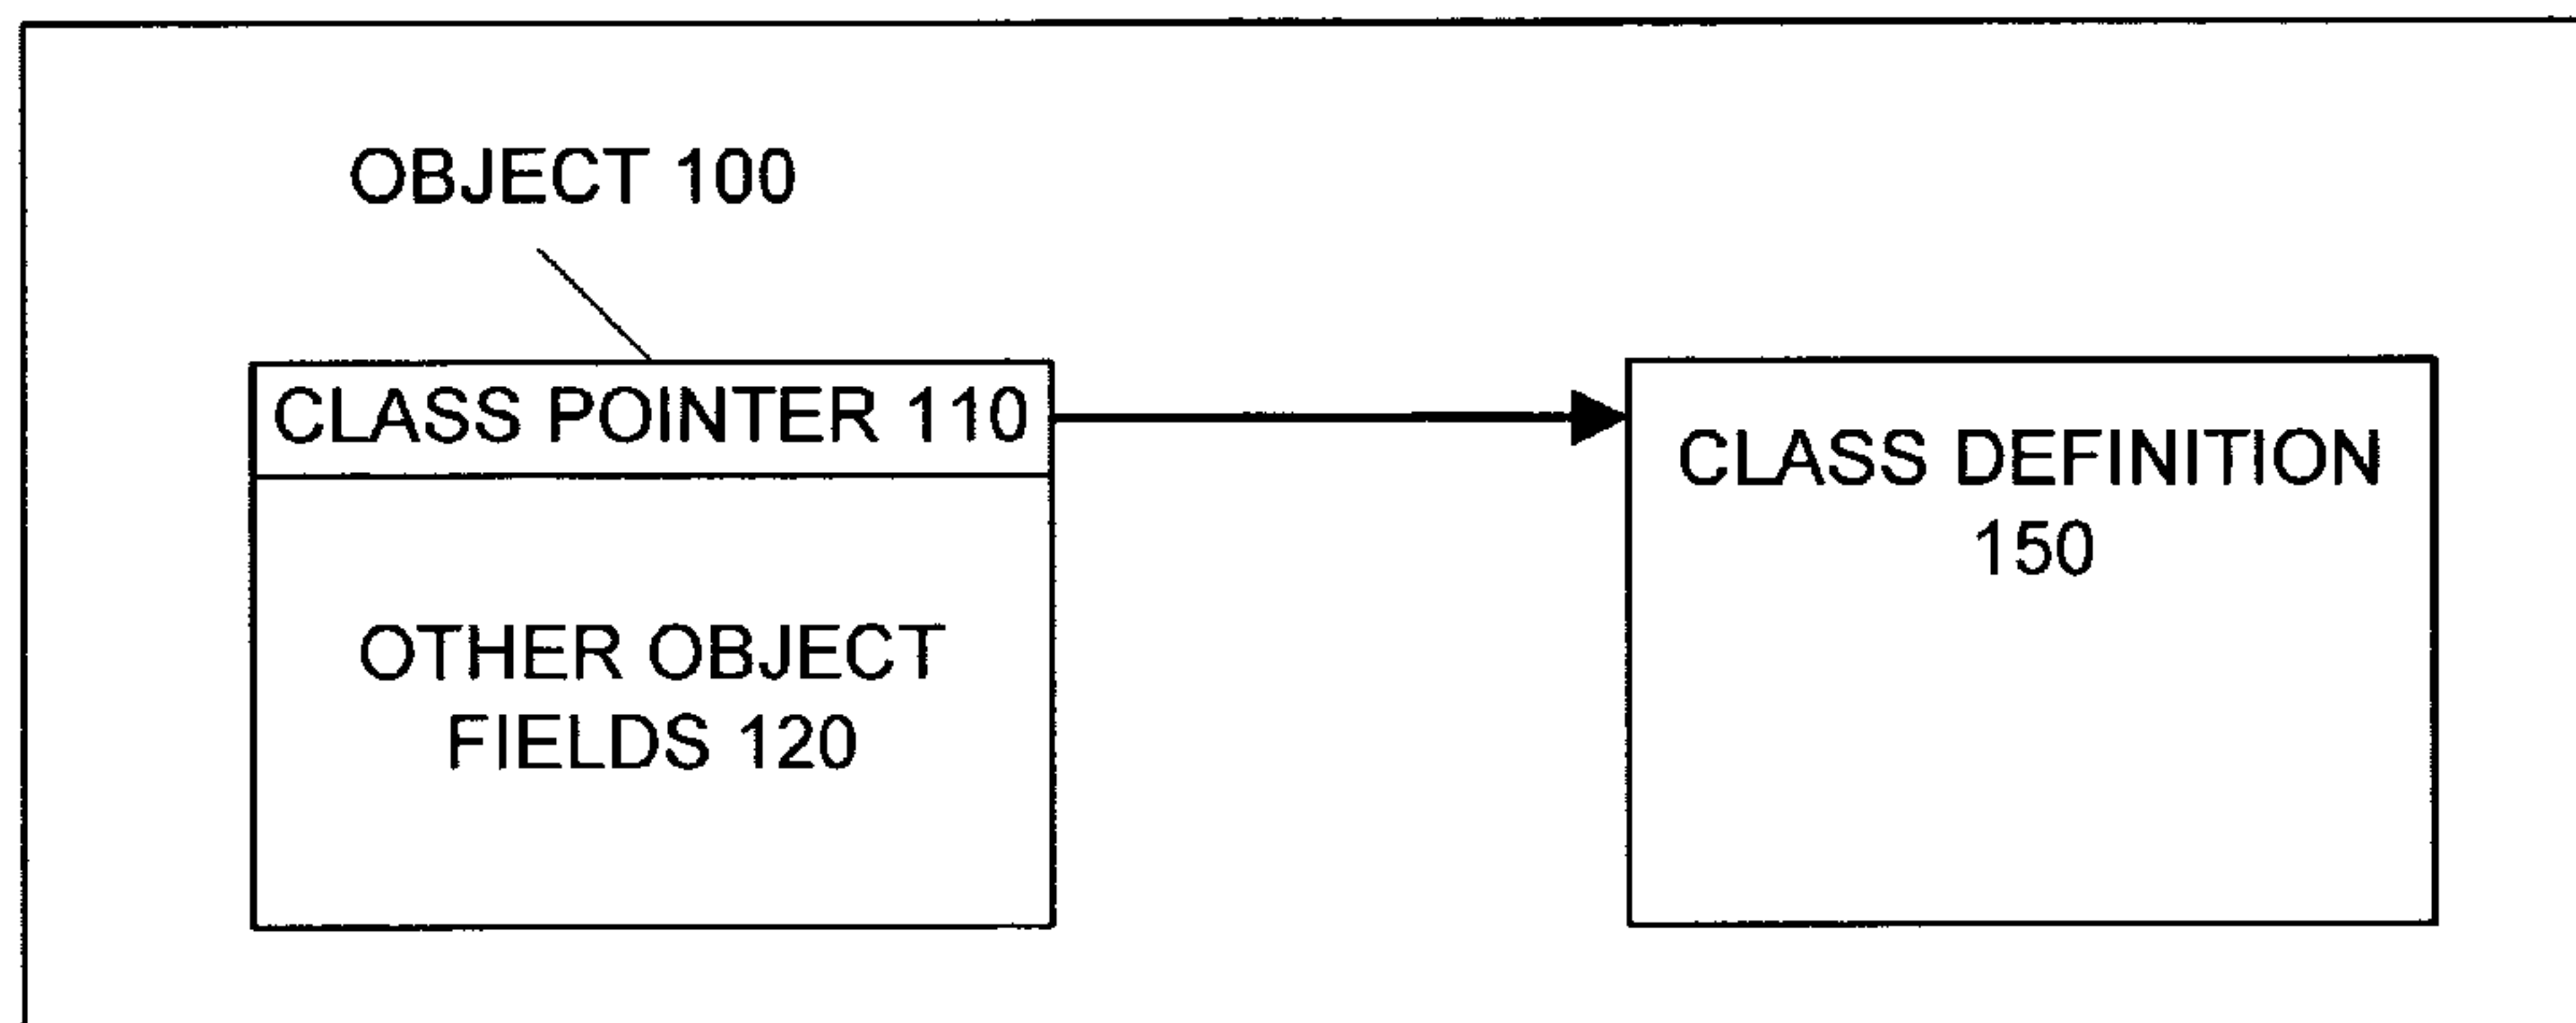 OBJECT 100
CLASS POINTER 110
OTHER OBJECT
FIELDS 120
CLASS DEFINITION
150